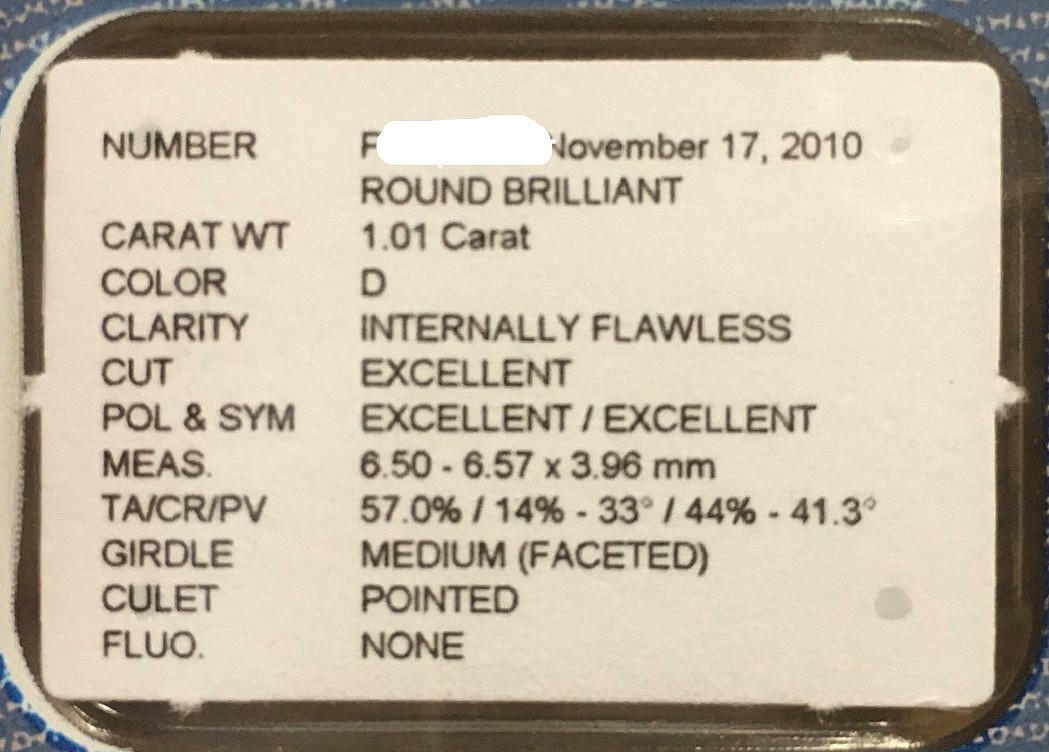 NUMBER F November 17, 2010
ROUND BRILLIANT
CARAT WT 1.01 Carat
COLOR D
CLARITY INTERNALLY FLAWLESS
CUT EXCELLENT
POL & SYM EXCELLENT / EXCELLENT
MEAS. 6.50 - 6.57 x 3.96 mm
TA/CR/PV 57.0% / 14% - 33° / 44% - 41.3°
GIRDLE MEDIUM (FACETED)
CULET POINTED
FLUO. NONE